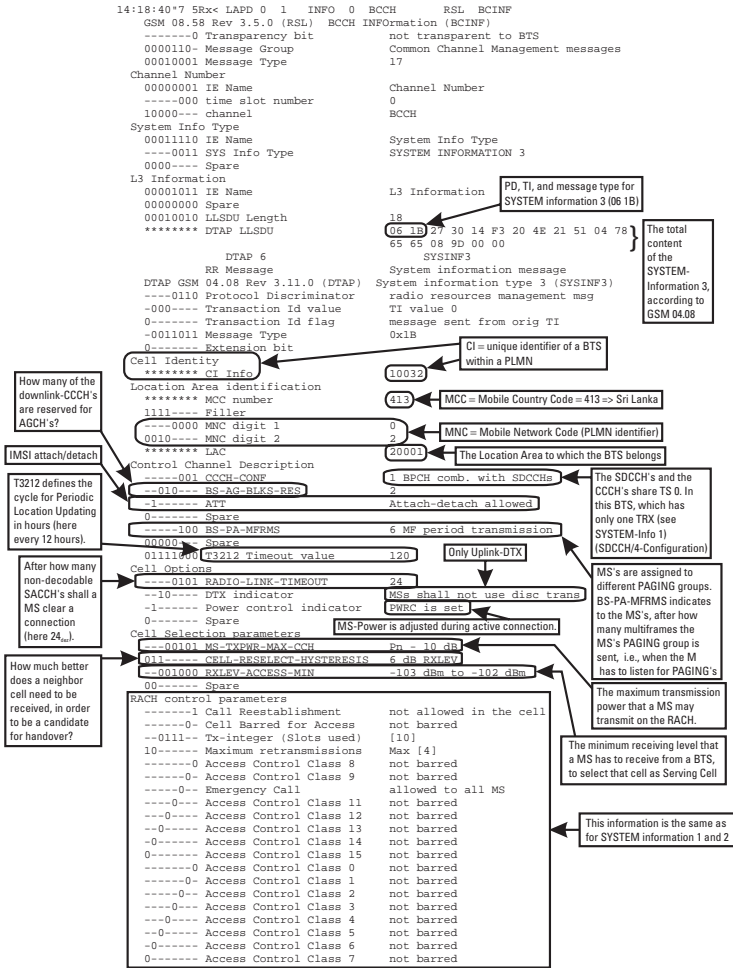 14:18:40"7 5Rx< LAPD 0 1 INFO 0 BCCH RSL BCINF
GSM 08.58 Rev 3.5.0 (RSL) BCCH INFOrmation (BCINF)
-------0 Transparency bit not transparent to BTS
0000110- Message Group Common Channel Management messages
00010001 Message Type 17
Channel Number
00000001 IE Name Channel Number
-----000 time slot number 0
10000--- channel BCCH
System Info Type
00011110 IE Name System Info Type
----0011 SYS Info Type SYSTEM INFORMATION 3
0000---- Spare
L3 Information
00001011 IE Name L3 Information
00000000 Spare
00010010 LLSDU Length 18
******** DTAP LLSDU 06 1B 27 30 14 F3 20 4E 21 51 04 78
65 65 08 9D 00 00
PD, TI, and message type for
SYSTEM information 3 (06 1B)
The total
content
of the
SYSTEM-
Information 3,
according to
GSM 04.08
DTAP 6 SYSINF3
RR Message System information message
DTAP GSM 04.08 Rev 3.11.0 (DTAP) System information type 3 (SYSINF3)
----0110 Protocol Discriminator radio resources management msg
-000---- Transaction Id value TI value 0
0------- Transaction Id flag message sent from orig TI
-0011011 Message Type 0x1B
0------- Extension bit
Cell Identity
******** CI Info 10032
CI = unique identifier of a BTS
within a PLMN
Location Area identification
******** MCC number 413
MCC = Mobile Country Code = 413 => Sri Lanka
1111---- Filler
----0000 MNC digit 1 0
0010---- MNC digit 2 2
MNC = Mobile Network Code (PLMN identifier)
******** LAC 20001
The Location Area to which the BTS belongs
How many of the
downlink-CCCH's
are reserved for
AGCH's?
IMSI attach/detach
T3212 defines the
cycle for Periodic
Location Updating
in hours (here
every 12 hours).
Control Channel Description
-----001 CCCH-CONF 1 BPCH comb. with SDCCHs
--010--- BS-AG-BLKS-RES 2
-1------ ATT Attach-detach allowed
0------- Spare
-----100 BS-PA-MFRMS 6 MF period transmission
00000--- Spare
01111000 T3212 Timeout value 120
The SDCCH's and the
CCCH's share TS 0. In
this BTS, which has
only one TRX (see
SYSTEM-Info 1)
(SDCCH/4-Configuration)
Only Uplink-DTX
After how many
non-decodable
SACCH's shall a
MS clear a
connection
(here 24dez).
Cell Options
----0101 RADIO-LINK-TIMEOUT 24
--10---- DTX indicator MSs shall not use disc trans
-1------ Power control indicator PWRC is set
0------- Spare
MS-Power is adjusted during active connection.
MS's are assigned to
different PAGING groups.
BS-PA-MFRMS indicates
to the MS's, after how
many multiframes the
MS's PAGING group is
sent, i.e., when the M
has to listen for PAGING's
How much better
does a neighbor
cell need to be
received, in order
to be a candidate
for handover?
Cell Selection parameters
---00101 MS-TXPWR-MAX-CCH Pn - 10 dB
011----- CELL-RESELECT-HYSTERESIS 6 dB RXLEV
--001000 RXLEV-ACCESS-MIN -103 dBm to -102 dBm
00------ Spare
The maximum transmission
power that a MS may
transmit on the RACH.
The minimum receiving level that
a MS has to receive from a BTS,
to select that cell as Serving Cell
RACH control parameters
-------1 Call Reestablishment not allowed in the cell
------0- Cell Barred for Access not barred
--0111-- Tx-integer (Slots used) [10]
10------ Maximum retransmissions Max [4]
-------0 Access Control Class 8 not barred
------0- Access Control Class 9 not barred
-----0-- Emergency Call allowed to all MS
----0--- Access Control Class 11 not barred
---0---- Access Control Class 12 not barred
--0----- Access Control Class 13 not barred
-0------ Access Control Class 14 not barred
0------- Access Control Class 15 not barred
-------0 Access Control Class 0 not barred
------0- Access Control Class 1 not barred
-----0-- Access Control Class 2 not barred
----0--- Access Control Class 3 not barred
---0---- Access Control Class 4 not barred
--0----- Access Control Class 5 not barred
-0------ Access Control Class 6 not barred
0------- Access Control Class 7 not barred
This information is the same as
for SYSTEM information 1 and 2